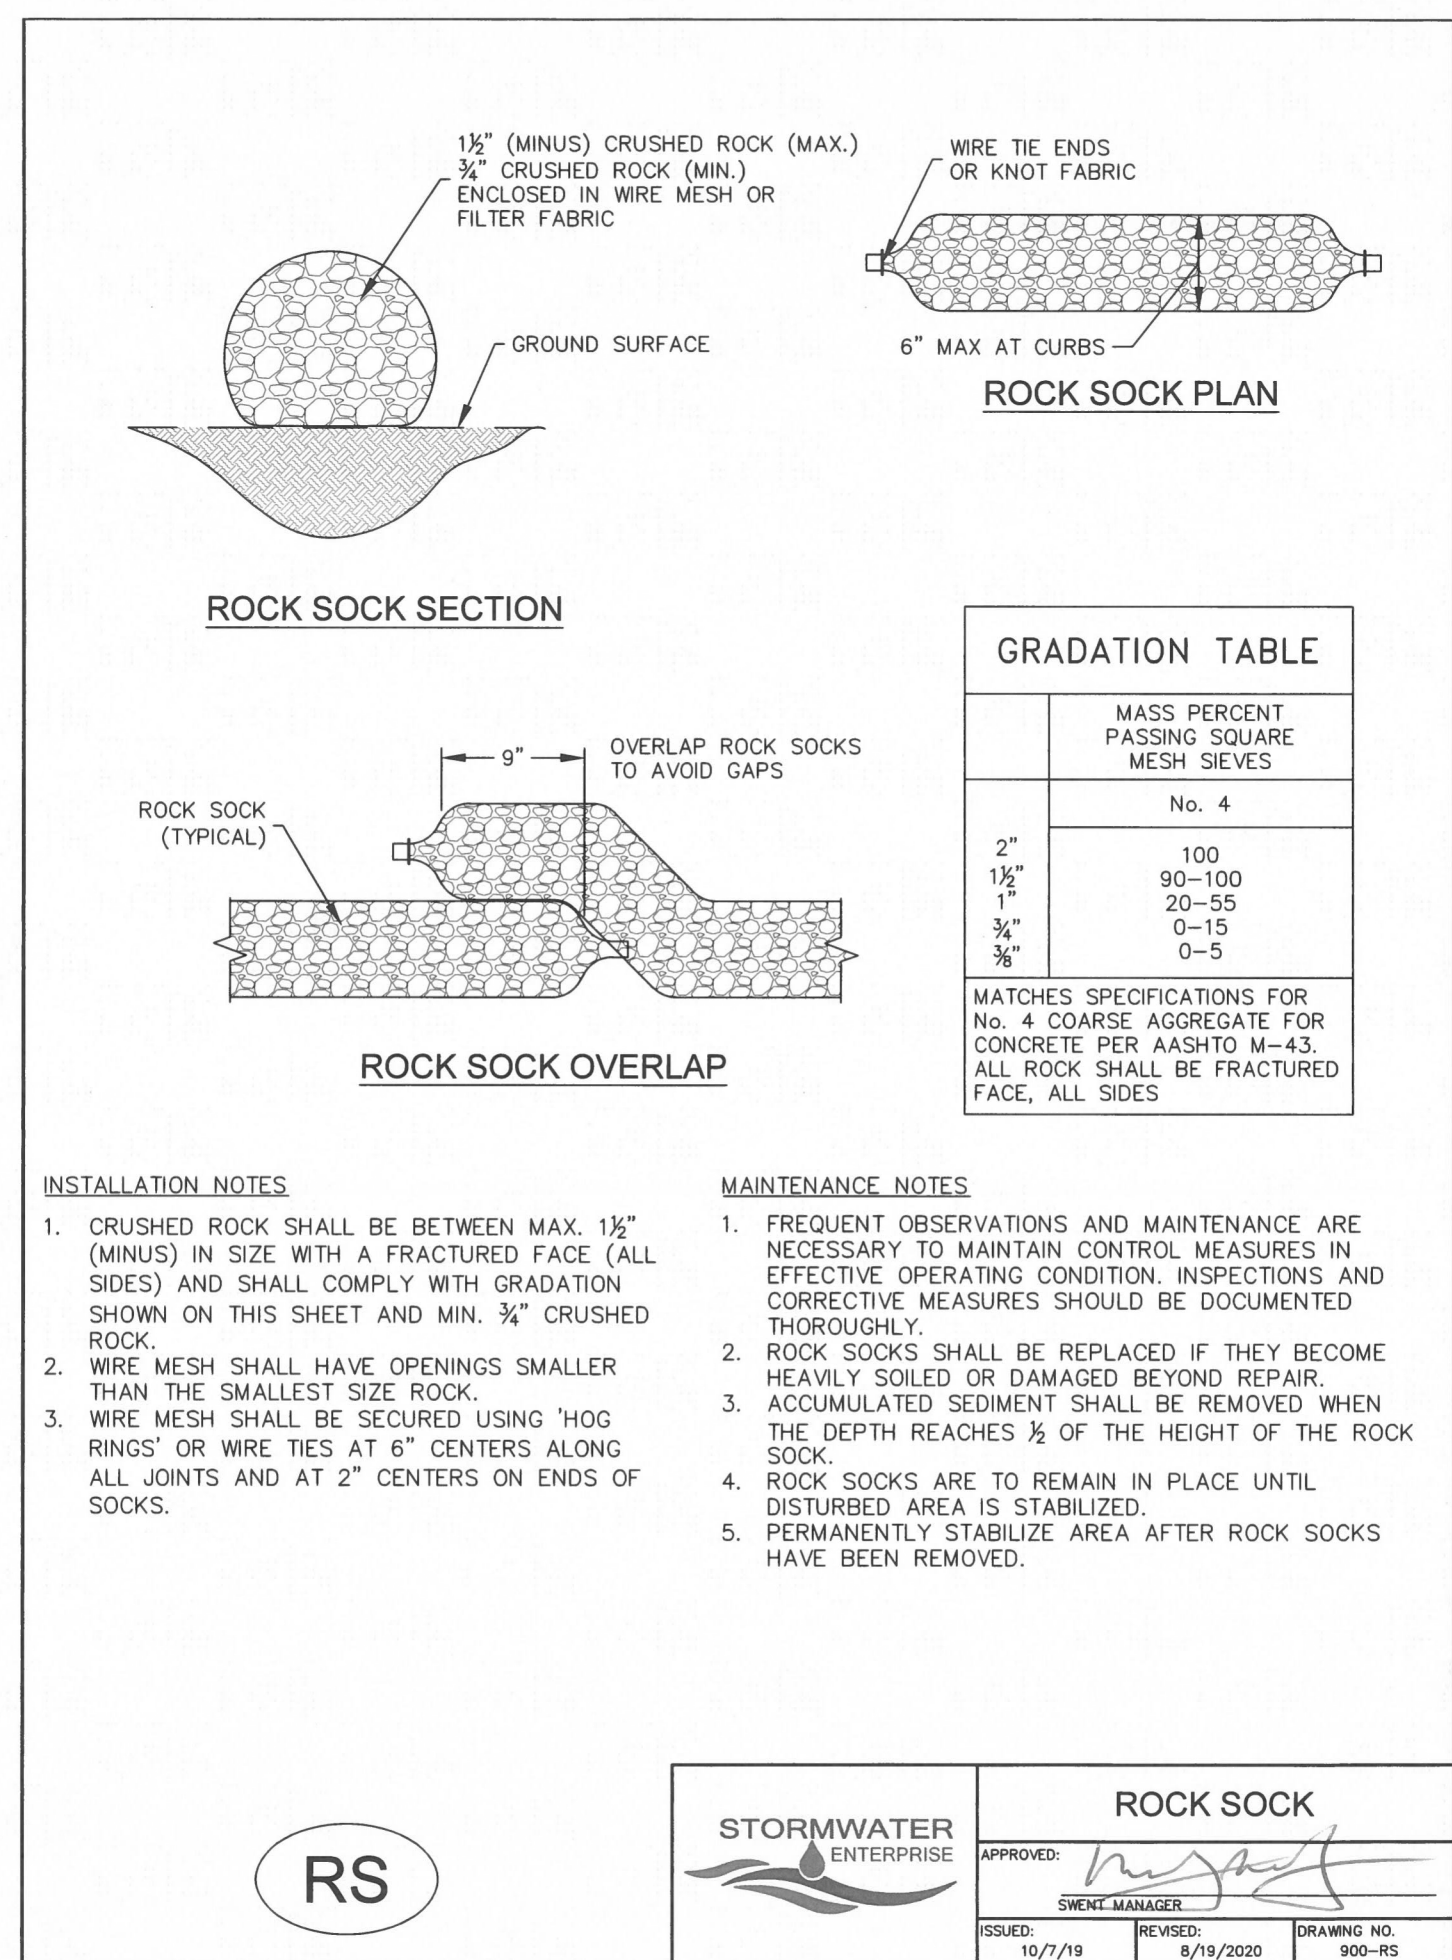 1½" (MINUS) CRUSHED ROCK (MAX.)
¾" CRUSHED ROCK (MIN.)
ENCLOSED IN WIRE MESH OR
FILTER FABRIC
GROUND SURFACE
ROCK SOCK SECTION
WIRE TIE ENDS
OR KNOT FABRIC
6" MAX AT CURBS
ROCK SOCK PLAN
9"
OVERLAP ROCK SOCKS
TO AVOID GAPS
ROCK SOCK
(TYPICAL)
ROCK SOCK OVERLAP
GRADATION TABLE
MASS PERCENT
PASSING SQUARE
MESH SIEVES
No. 4
2" 100
1½" 90-100
1" 20-55
¾" 0-15
⅜" 0-5
MATCHES SPECIFICATIONS FOR
No. 4 COARSE AGGREGATE FOR
CONCRETE PER AASHTO M-43.
ALL ROCK SHALL BE FRACTURED
FACE, ALL SIDES
INSTALLATION NOTES
1. CRUSHED ROCK SHALL BE BETWEEN MAX. 1½"
(MINUS) IN SIZE WITH A FRACTURED FACE (ALL
SIDES) AND SHALL COMPLY WITH GRADATION
SHOWN ON THIS SHEET AND MIN. ¾" CRUSHED
ROCK.
2. WIRE MESH SHALL HAVE OPENINGS SMALLER
THAN THE SMALLEST SIZE ROCK.
3. WIRE MESH SHALL BE SECURED USING 'HOG
RINGS' OR WIRE TIES AT 6" CENTERS ALONG
ALL JOINTS AND AT 2" CENTERS ON ENDS OF
SOCKS.
MAINTENANCE NOTES
1. FREQUENT OBSERVATIONS AND MAINTENANCE ARE
NECESSARY TO MAINTAIN CONTROL MEASURES IN
EFFECTIVE OPERATING CONDITION. INSPECTIONS AND
CORRECTIVE MEASURES SHOULD BE DOCUMENTED
THOROUGHLY.
2. ROCK SOCKS SHALL BE REPLACED IF THEY BECOME
HEAVILY SOILED OR DAMAGED BEYOND REPAIR.
3. ACCUMULATED SEDIMENT SHALL BE REMOVED WHEN
THE DEPTH REACHES ½ OF THE HEIGHT OF THE ROCK
SOCK.
4. ROCK SOCKS ARE TO REMAIN IN PLACE UNTIL
DISTURBED AREA IS STABILIZED.
5. PERMANENTLY STABILIZE AREA AFTER ROCK SOCKS
HAVE BEEN REMOVED.
RS
STORMWATER
ENTERPRISE
ROCK SOCK
APPROVED:
SWENT MANAGER
ISSUED:
10/7/19
REVISED:
8/19/2020
DRAWING NO.
900-RS